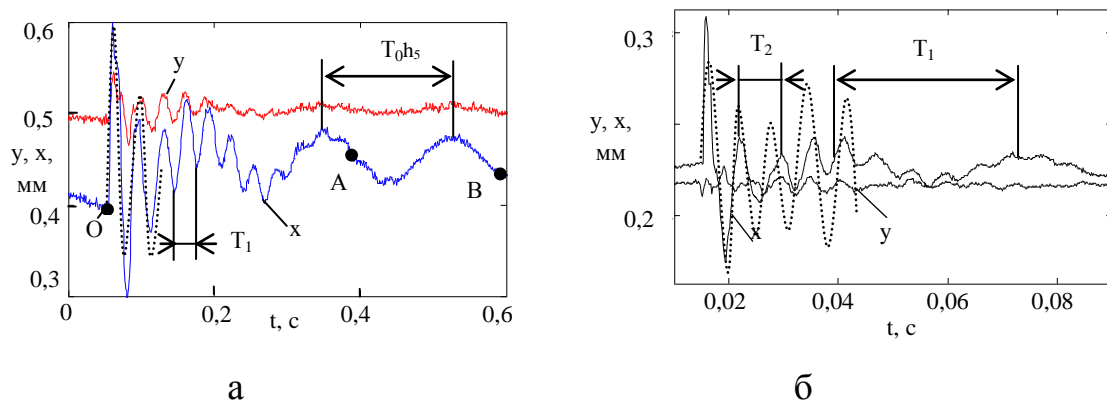 0,6
y
T₀h₅
0,5
y, x,
мм
A
B
0,4
O
T₁
x
0,3
0
0,2
0,4
0,6
t, c
а
0,3
T₂
T₁
y, x,
мм
0,2
x
y
0,02
0,04
0,06
0,08
t, c
б